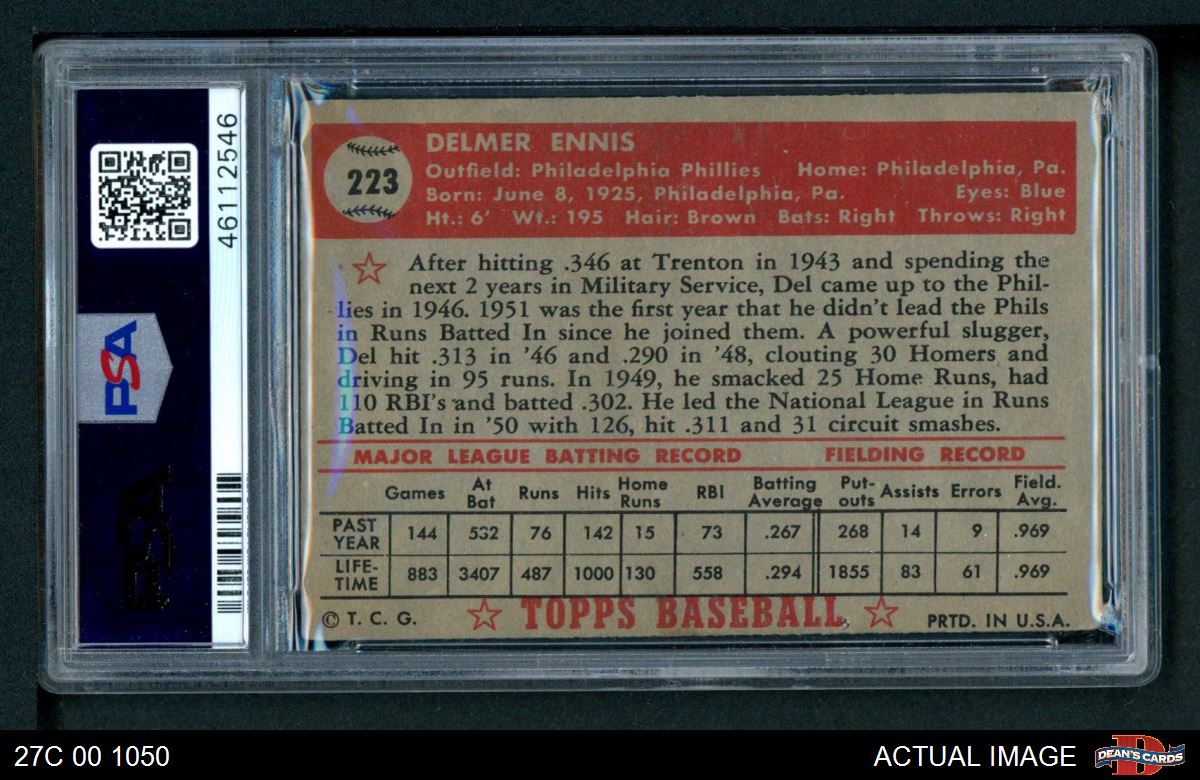 46112546
PSA
PSA
223
DELMER ENNIS
Outfield: Philadelphia Phillies Home: Philadelphia, Pa.
Born: June 8, 1925, Philadelphia, Pa. Eyes: Blue
Ht.: 6' Wt.: 195 Hair: Brown Bats: Right Throws: Right
After hitting .346 at Trenton in 1943 and spending the
next 2 years in Military Service, Del came up to the Phil-
lies in 1946. 1951 was the first year that he didn't lead the Phils
in Runs Batted In since he joined them. A powerful slugger,
Del hit .313 in '46 and .290 in '48, clouting 30 Homers and
driving in 95 runs. In 1949, he smacked 25 Home Runs, had
110 RBI's and batted .302. He led the National League in Runs
Batted In in '50 with 126, hit .311 and 31 circuit smashes.
MAJOR LEAGUE BATTING RECORD FIELDING RECORD
Games At Bat Runs Hits Home Runs RBI Batting Average Put-outs Assists Errors Field. Avg.
PAST YEAR 144 532 76 142 15 73 .267 268 14 9 .969
LIFE-TIME 883 3407 487 1000 130 558 .294 1855 83 61 .969
© T. C. G. TOPPS BASEBALL PRTD. IN U.S.A.
27C 00 1050 ACTUAL IMAGE D DEAN'S CARDS